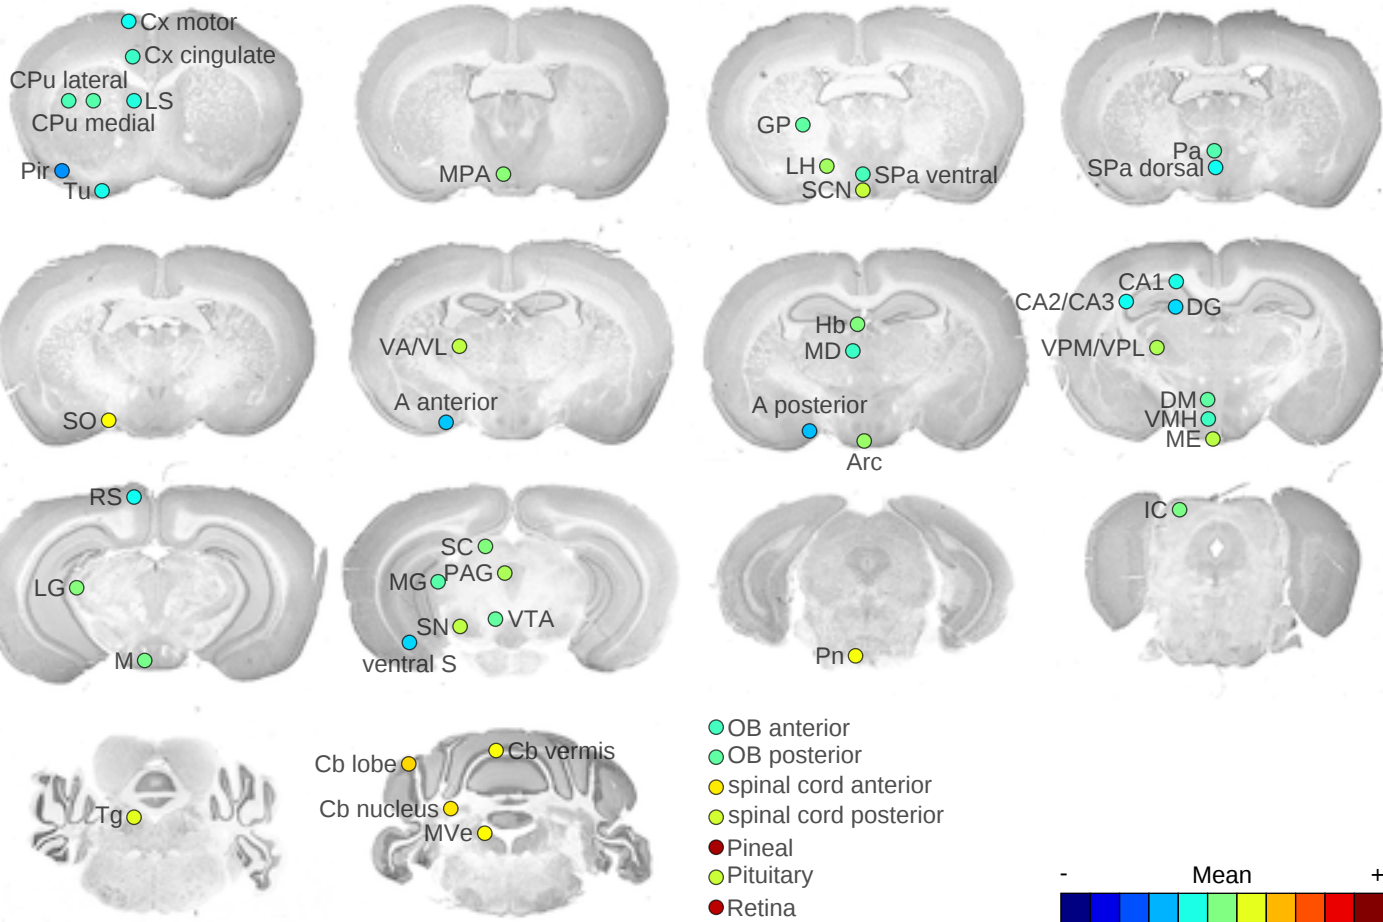 Cx motor
Cx cingulate
CPu lateral
LS
CPu medial
Pir
Tu
MPA
GP
LH
SPa ventral
SCN
Pa
SPa dorsal
SO
VA/VL
A anterior
Hb
MD
A posterior
Arc
CA1
CA2/CA3
DG
VPM/VPL
DM
VMH
ME
RS
LG
M
SC
PAG
MG
VTA
SN
ventral S
Pn
IC
Tg
Cb vermis
Cb lobe
Cb nucleus
MVe
OB anterior
OB posterior
spinal cord anterior
spinal cord posterior
Pineal
Pituitary
Retina
- Mean +